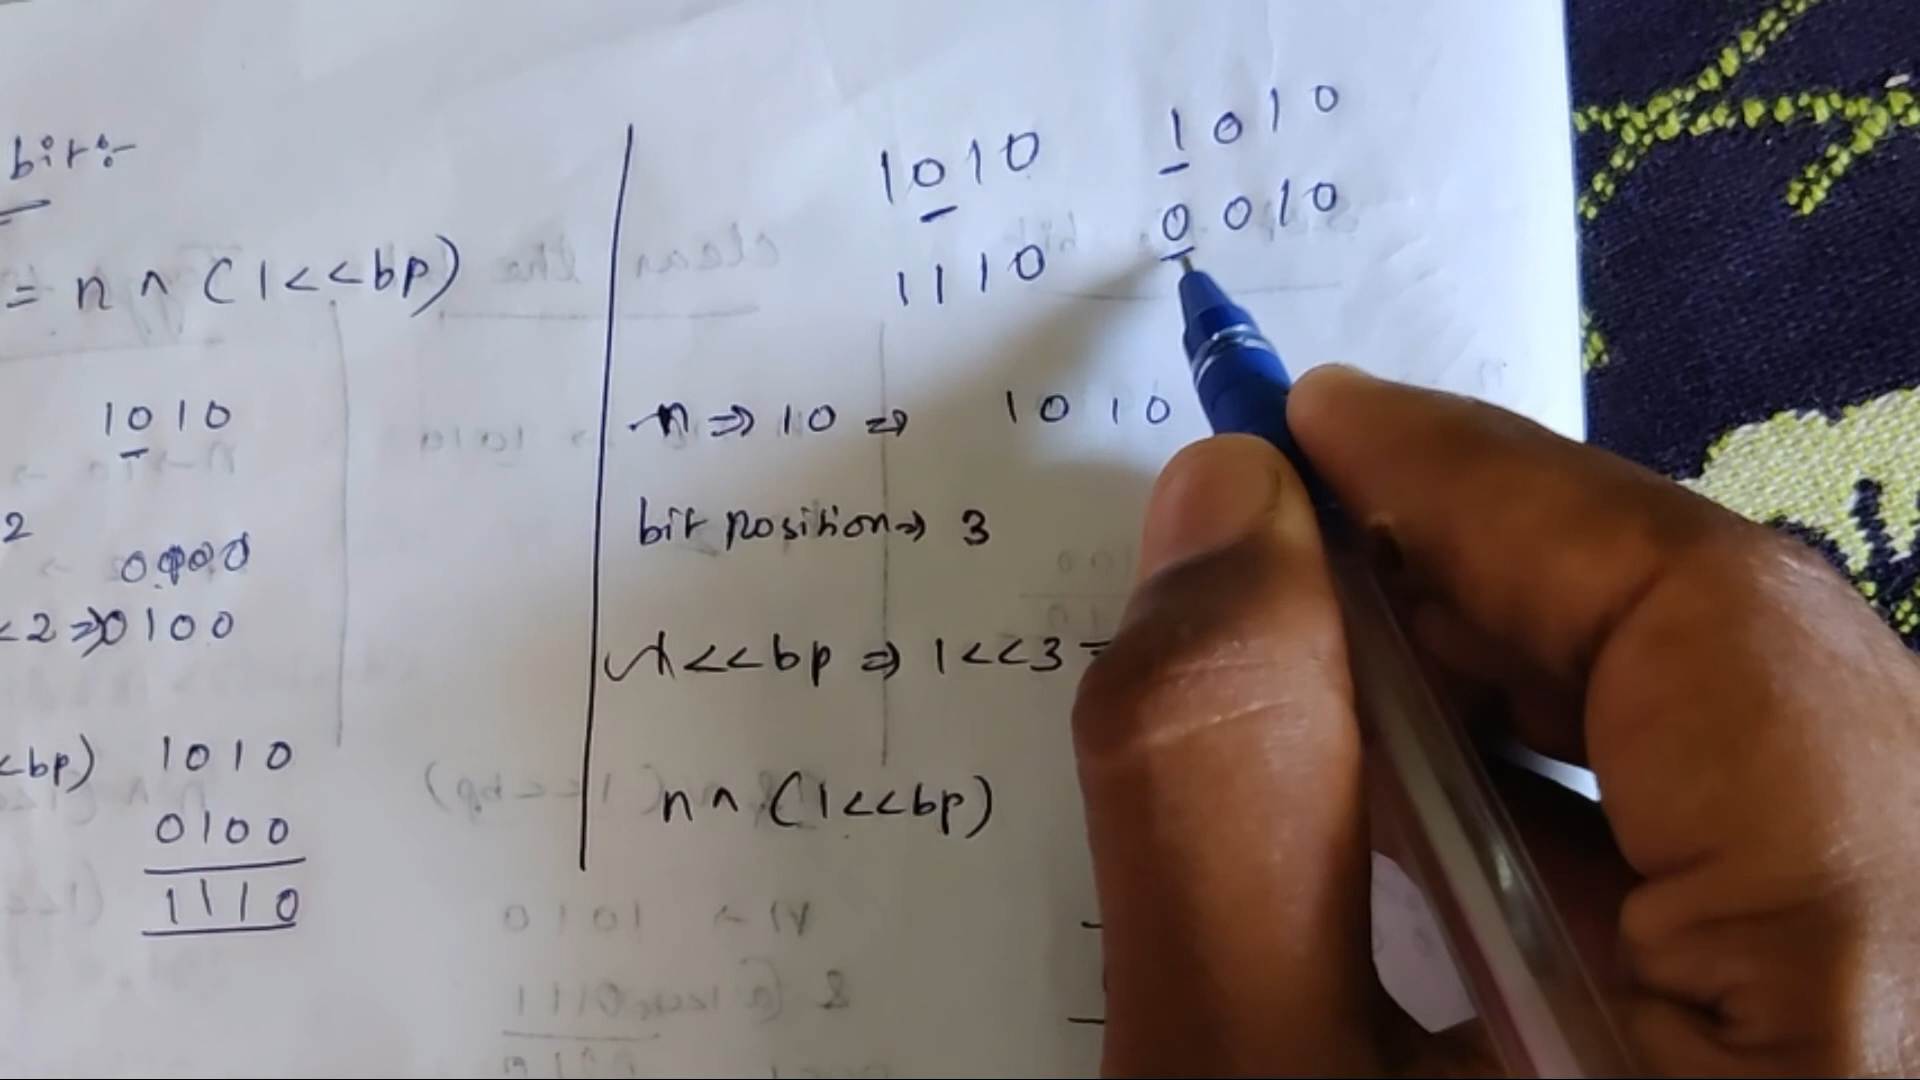 bit:-
= n ^ (1<<bp)
1010
2
0000
<2 => 0100
<bp) 1010
0100
1110
1010 1010
1110 0010
n => 10 => 1010
bit position => 3
1<<bp => 1<<3 =
n ^ (1<<bp)